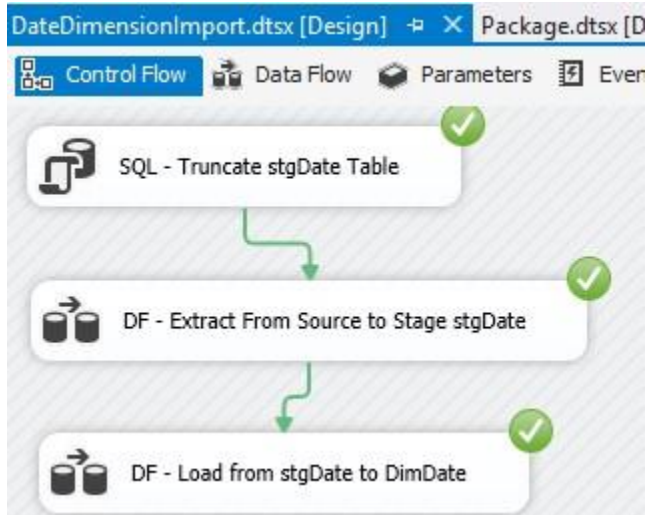 DateDimensionImport.dtsx [Design] Package.dtsx [D
Control Flow Data Flow Parameters Even
SQL - Truncate stgDate Table
DF - Extract From Source to Stage stgDate
DF - Load from stgDate to DimDate